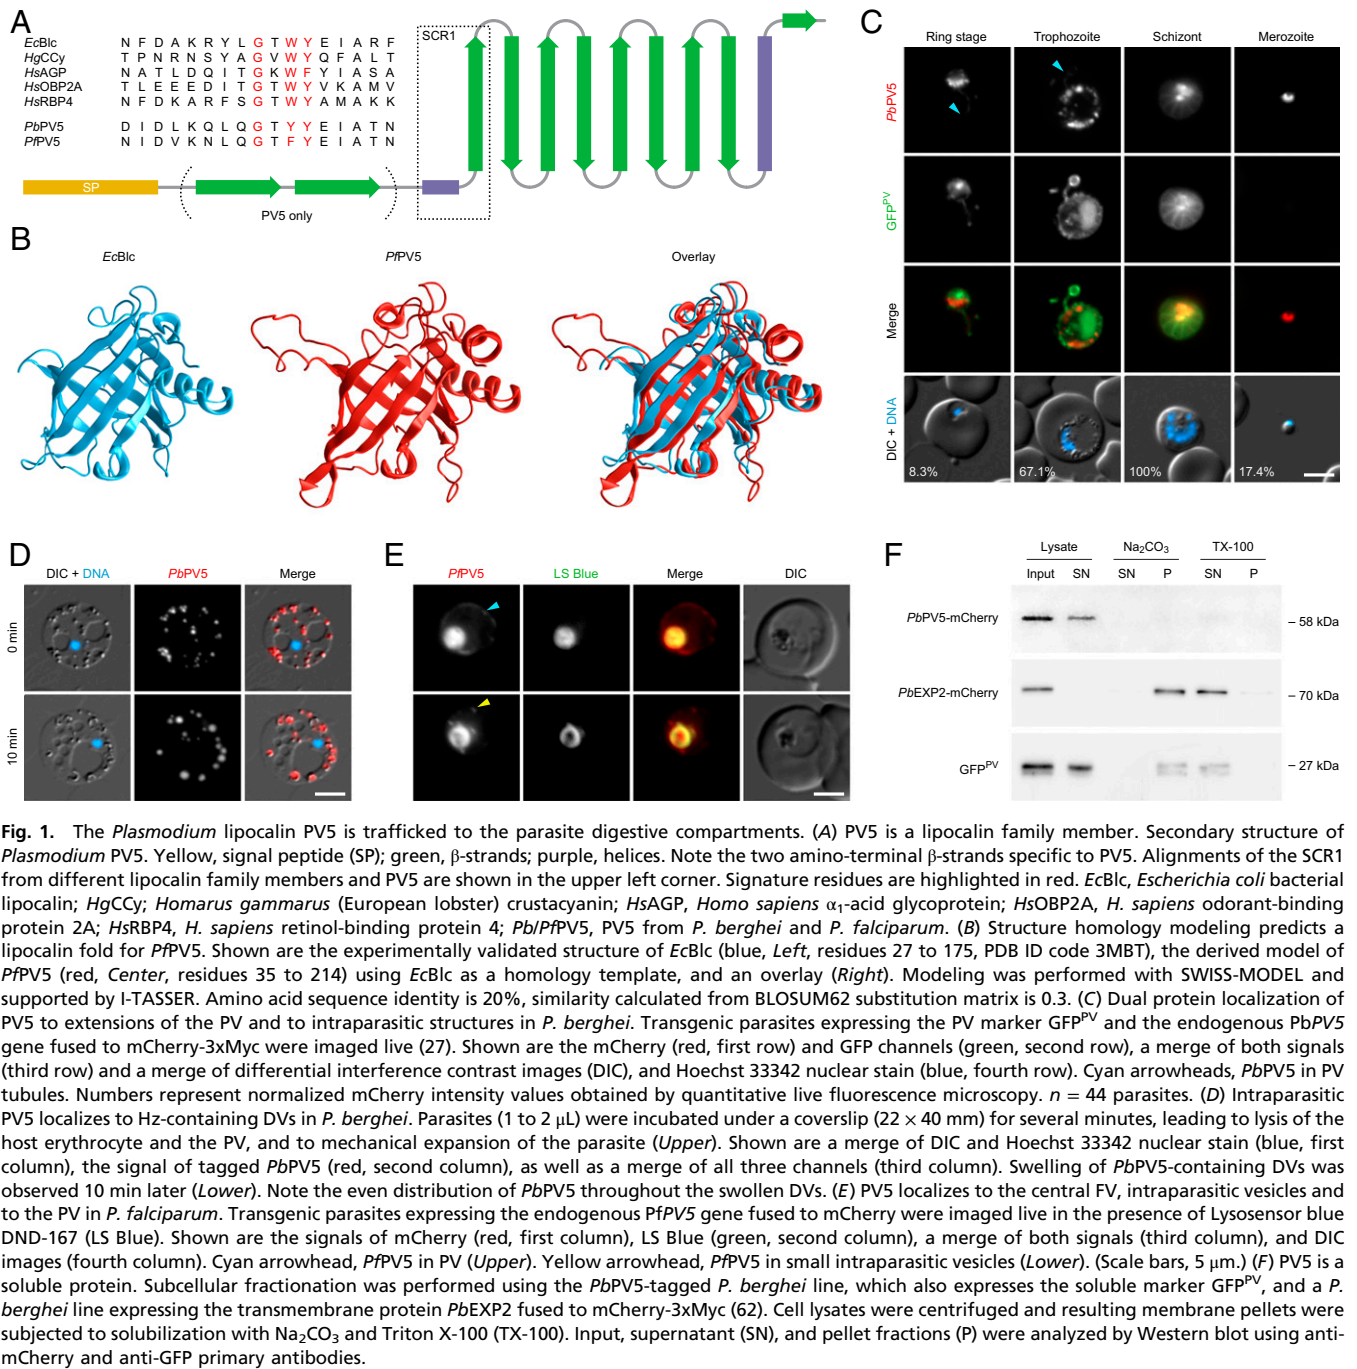 A
EcBlc N F D A K R Y L G T W Y E I A R F
HgCCy T P N R N S Y A G V W Y Q F A L T
HsAGP N A T L D Q I T G K W F Y I A S A
HsOBP2A T L E E E D I T G T W Y V K A M V
HsRBP4 N F D K A R F S G T W Y A M A K K
PbPV5 D I D L K Q L Q G T Y Y E I A T N
PfPV5 N I D V K N L Q G T F Y E I A T N
SCR1
SP
PV5 only
B
EcBlc PfPV5 Overlay
C
Ring stage Trophozoite Schizont Merozoite
PbPV5
GFPPV
Merge
DIC + DNA
8.3% 67.1% 100% 17.4%
D
DIC + DNA PbPV5 Merge
0 min
10 min
E
PfPV5 LS Blue Merge DIC
F
Lysate Na2CO3 TX-100
Input SN SN P SN P
PbPV5-mCherry – 58 kDa
PbEXP2-mCherry – 70 kDa
GFPPV – 27 kDa
Fig. 1. The Plasmodium lipocalin PV5 is trafficked to the parasite digestive compartments. (A) PV5 is a lipocalin family member. Secondary structure of
Plasmodium PV5. Yellow, signal peptide (SP); green, β-strands; purple, helices. Note the two amino-terminal β-strands specific to PV5. Alignments of the SCR1
from different lipocalin family members and PV5 are shown in the upper left corner. Signature residues are highlighted in red. EcBlc, Escherichia coli bacterial
lipocalin; HgCCy; Homarus gammarus (European lobster) crustacyanin; HsAGP, Homo sapiens α1-acid glycoprotein; HsOBP2A, H. sapiens odorant-binding
protein 2A; HsRBP4, H. sapiens retinol-binding protein 4; Pb/PfPV5, PV5 from P. berghei and P. falciparum. (B) Structure homology modeling predicts a
lipocalin fold for PfPV5. Shown are the experimentally validated structure of EcBlc (blue, Left, residues 27 to 175, PDB ID code 3MBT), the derived model of
PfPV5 (red, Center, residues 35 to 214) using EcBlc as a homology template, and an overlay (Right). Modeling was performed with SWISS-MODEL and
supported by I-TASSER. Amino acid sequence identity is 20%, similarity calculated from BLOSUM62 substitution matrix is 0.3. (C) Dual protein localization of
PV5 to extensions of the PV and to intraparasitic structures in P. berghei. Transgenic parasites expressing the PV marker GFPPV and the endogenous PbPV5
gene fused to mCherry-3xMyc were imaged live (27). Shown are the mCherry (red, first row) and GFP channels (green, second row), a merge of both signals
(third row) and a merge of differential interference contrast images (DIC), and Hoechst 33342 nuclear stain (blue, fourth row). Cyan arrowheads, PbPV5 in PV
tubules. Numbers represent normalized mCherry intensity values obtained by quantitative live fluorescence microscopy. n = 44 parasites. (D) Intraparasitic
PV5 localizes to Hz-containing DVs in P. berghei. Parasites (1 to 2 μL) were incubated under a coverslip (22 × 40 mm) for several minutes, leading to lysis of the
host erythrocyte and the PV, and to mechanical expansion of the parasite (Upper). Shown are a merge of DIC and Hoechst 33342 nuclear stain (blue, first
column), the signal of tagged PbPV5 (red, second column), as well as a merge of all three channels (third column). Swelling of PbPV5-containing DVs was
observed 10 min later (Lower). Note the even distribution of PbPV5 throughout the swollen DVs. (E) PV5 localizes to the central FV, intraparasitic vesicles and
to the PV in P. falciparum. Transgenic parasites expressing the endogenous PfPV5 gene fused to mCherry were imaged live in the presence of Lysosensor blue
DND-167 (LS Blue). Shown are the signals of mCherry (red, first column), LS Blue (green, second column), a merge of both signals (third column), and DIC
images (fourth column). Cyan arrowhead, PfPV5 in PV (Upper). Yellow arrowhead, PfPV5 in small intraparasitic vesicles (Lower). (Scale bars, 5 μm.) (F) PV5 is a
soluble protein. Subcellular fractionation was performed using the PbPV5-tagged P. berghei line, which also expresses the soluble marker GFPPV, and a P.
berghei line expressing the transmembrane protein PbEXP2 fused to mCherry-3xMyc (62). Cell lysates were centrifuged and resulting membrane pellets were
subjected to solubilization with Na2CO3 and Triton X-100 (TX-100). Input, supernatant (SN), and pellet fractions (P) were analyzed by Western blot using anti-
mCherry and anti-GFP primary antibodies.